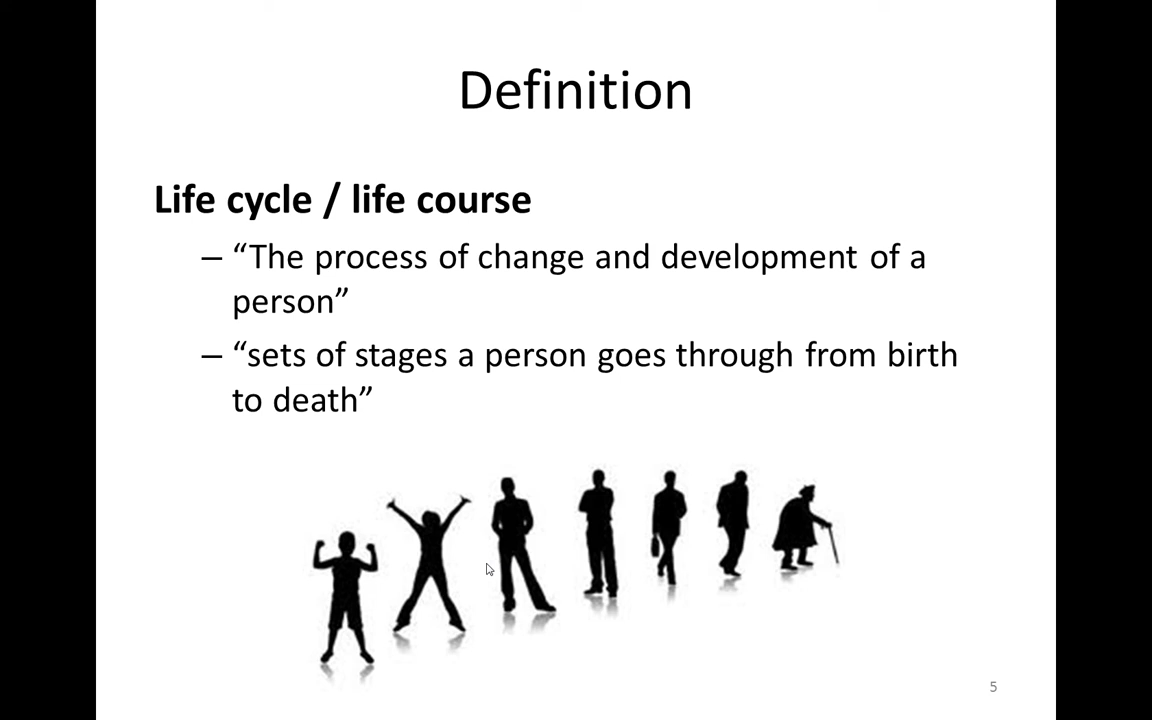 Definition
Life cycle / life course
– “The process of change and development of a
person”
– “sets of stages a person goes through from birth
to death”
5